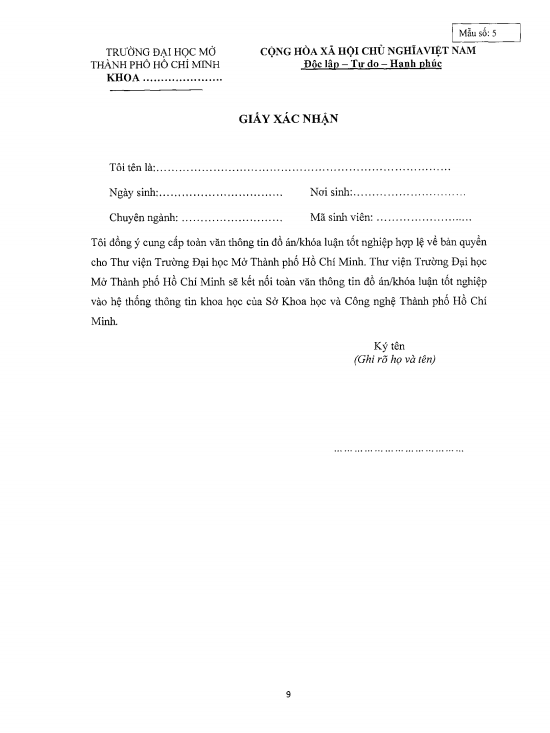 Mẫu số: 5
TRƯỜNG ĐẠI HỌC MỞ
THÀNH PHỐ HỒ CHÍ MINH
KHOA ......................
CỘNG HÒA XÃ HỘI CHỦ NGHĨA VIỆT NAM
Độc lập – Tự do – Hạnh phúc
GIẤY XÁC NHẬN
Tôi tên là:..........................................................................
Ngày sinh:............................... Nơi sinh:............................
Chuyên ngành: .......................... Mã sinh viên: ........................
Tôi đồng ý cung cấp toàn văn thông tin đồ án/khóa luận tốt nghiệp hợp lệ về bản quyền
cho Thư viện Trường Đại học Mở Thành phố Hồ Chí Minh. Thư viện Trường Đại học
Mở Thành phố Hồ Chí Minh sẽ kết nối toàn văn thông tin đồ án/khóa luận tốt nghiệp
vào hệ thống thông tin khoa học của Sở Khoa học và Công nghệ Thành phố Hồ Chí
Minh.
Ký tên
(Ghi rõ họ và tên)
.......................................
9